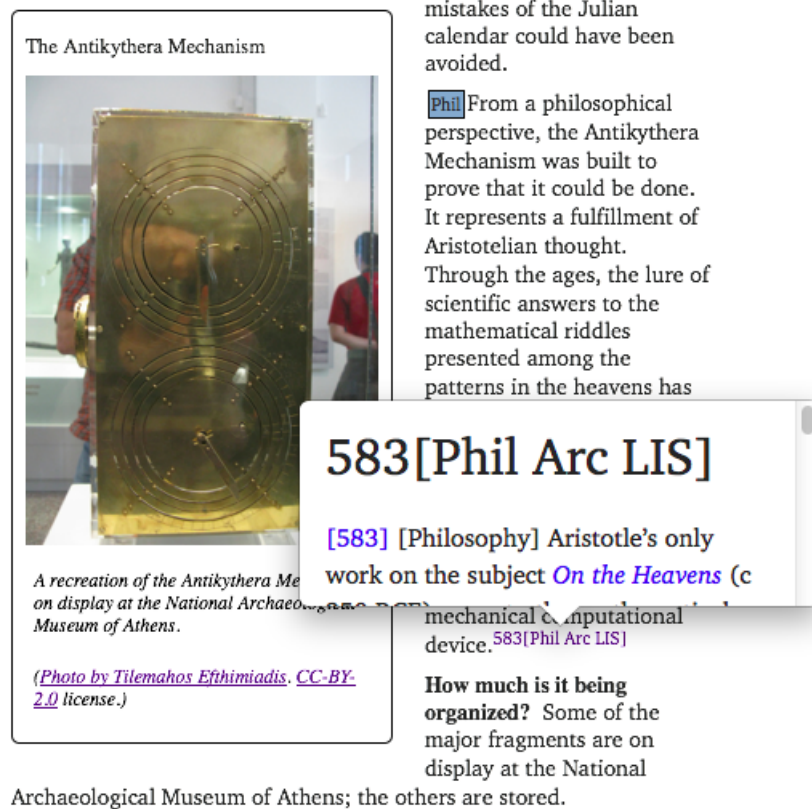 The Antikythera Mechanism
A recreation of the Antikythera Me
on display at the National Archaeological
Museum of Athens.
(Photo by Tilemahos Efthimiadis. CC-BY-
2.0 license.)
mistakes of the Julian
calendar could have been
avoided.
Phil From a philosophical
perspective, the Antikythera
Mechanism was built to
prove that it could be done.
It represents a fulfillment of
Aristotelian thought.
Through the ages, the lure of
scientific answers to the
mathematical riddles
presented among the
patterns in the heavens has
583[Phil Arc LIS]
[583] [Philosophy] Aristotle's only
work on the subject On the Heavens (c
mechanical computational
device.583[Phil Arc LIS]
How much is it being
organized? Some of the
major fragments are on
display at the National
Archaeological Museum of Athens; the others are stored.